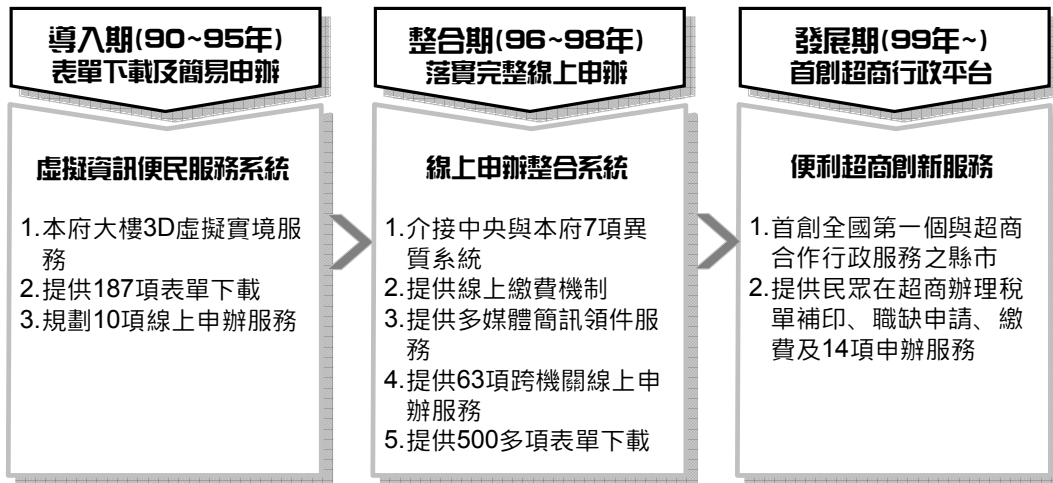 導入期(90~95年)
表單下載及簡易申辦
虛擬資訊便民服務系統
1.本府大樓3D虛擬實境服
務
2.提供187項表單下載
3.規劃10項線上申辦服務
整合期(96~98年)
落實完整線上申辦
線上申辦整合系統
1.介接中央與本府7項異
質系統
2.提供線上繳費機制
3.提供多媒體簡訊領件服
務
4.提供63項跨機關線上申
辦服務
5.提供500多項表單下載
發展期(99年~)
首創超商行政平台
便利超商創新服務
1.首創全國第一個與超商
合作行政服務之縣市
2.提供民眾在超商辦理稅
單補印、職缺申請、繳
費及14項申辦服務